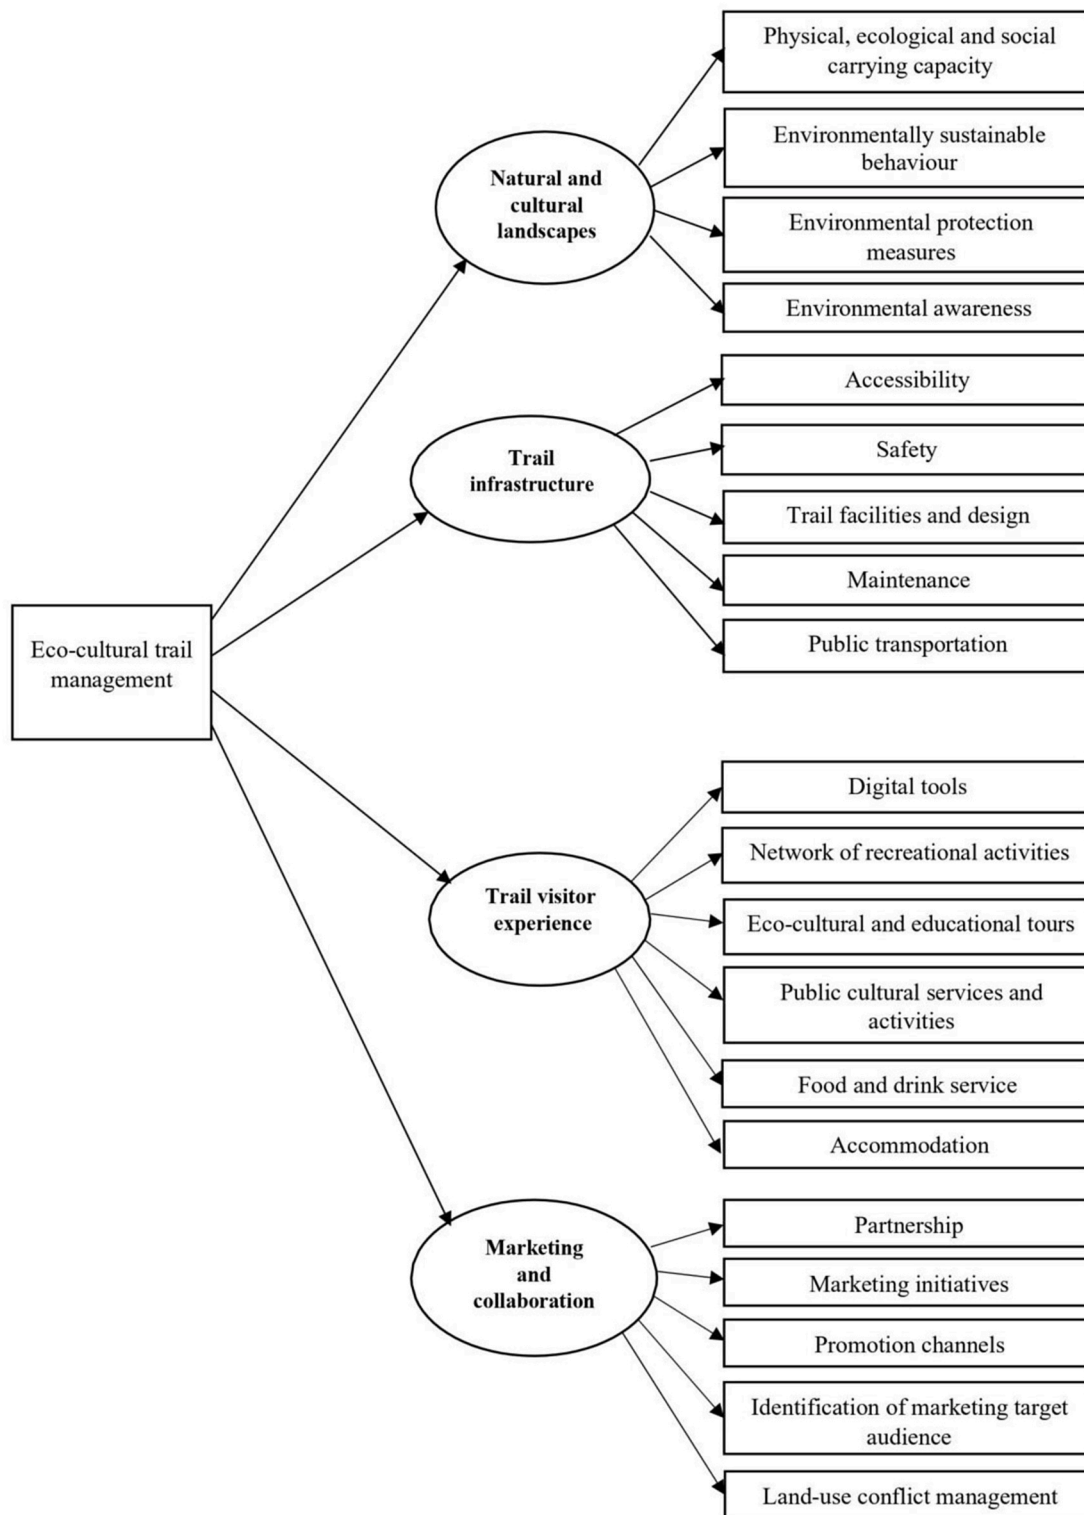 Physical, ecological and social
carrying capacity
Environmentally sustainable
behaviour
Natural and
cultural
landscapes
Environmental protection
measures
Environmental awareness
Accessibility
Trail
infrastructure
Safety
Trail facilities and design
Maintenance
Public transportation
Eco-cultural trail
management
Digital tools
Network of recreational activities
Trail visitor
experience
Eco-cultural and educational tours
Public cultural services and
activities
Food and drink service
Accommodation
Marketing
and
collaboration
Partnership
Marketing initiatives
Promotion channels
Identification of marketing target
audience
Land-use conflict management